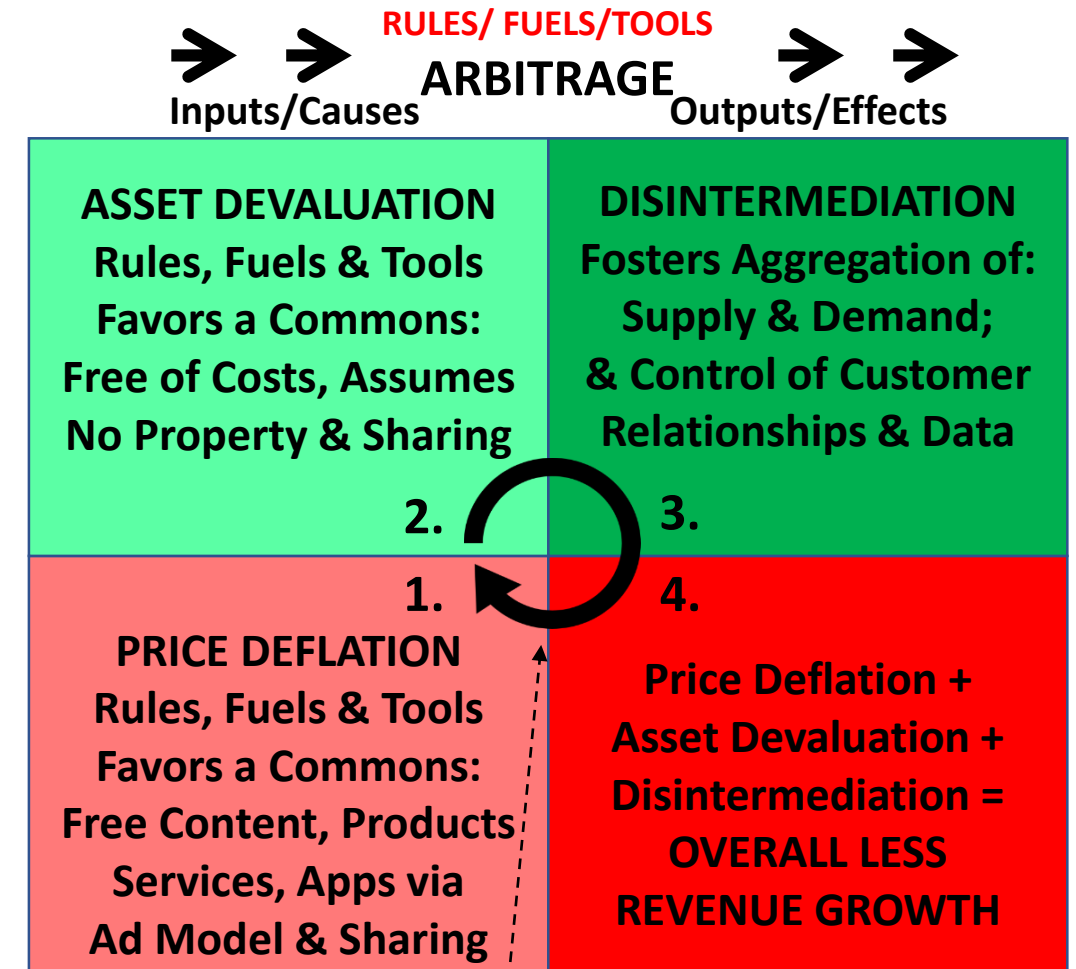 RULES/ FUELS/TOOLS
ARBITRAGE
Inputs/Causes
Outputs/Effects
ASSET DEVALUATION
Rules, Fuels & Tools
Favors a Commons:
Free of Costs, Assumes
No Property & Sharing
2.
DISINTERMEDIATION
Fosters Aggregation of:
Supply & Demand;
& Control of Customer
Relationships & Data
3.
1.
PRICE DEFLATION
Rules, Fuels & Tools
Favors a Commons:
Free Content, Products
Services, Apps via
Ad Model & Sharing
4.
Price Deflation +
Asset Devaluation +
Disintermediation =
OVERALL LESS
REVENUE GROWTH